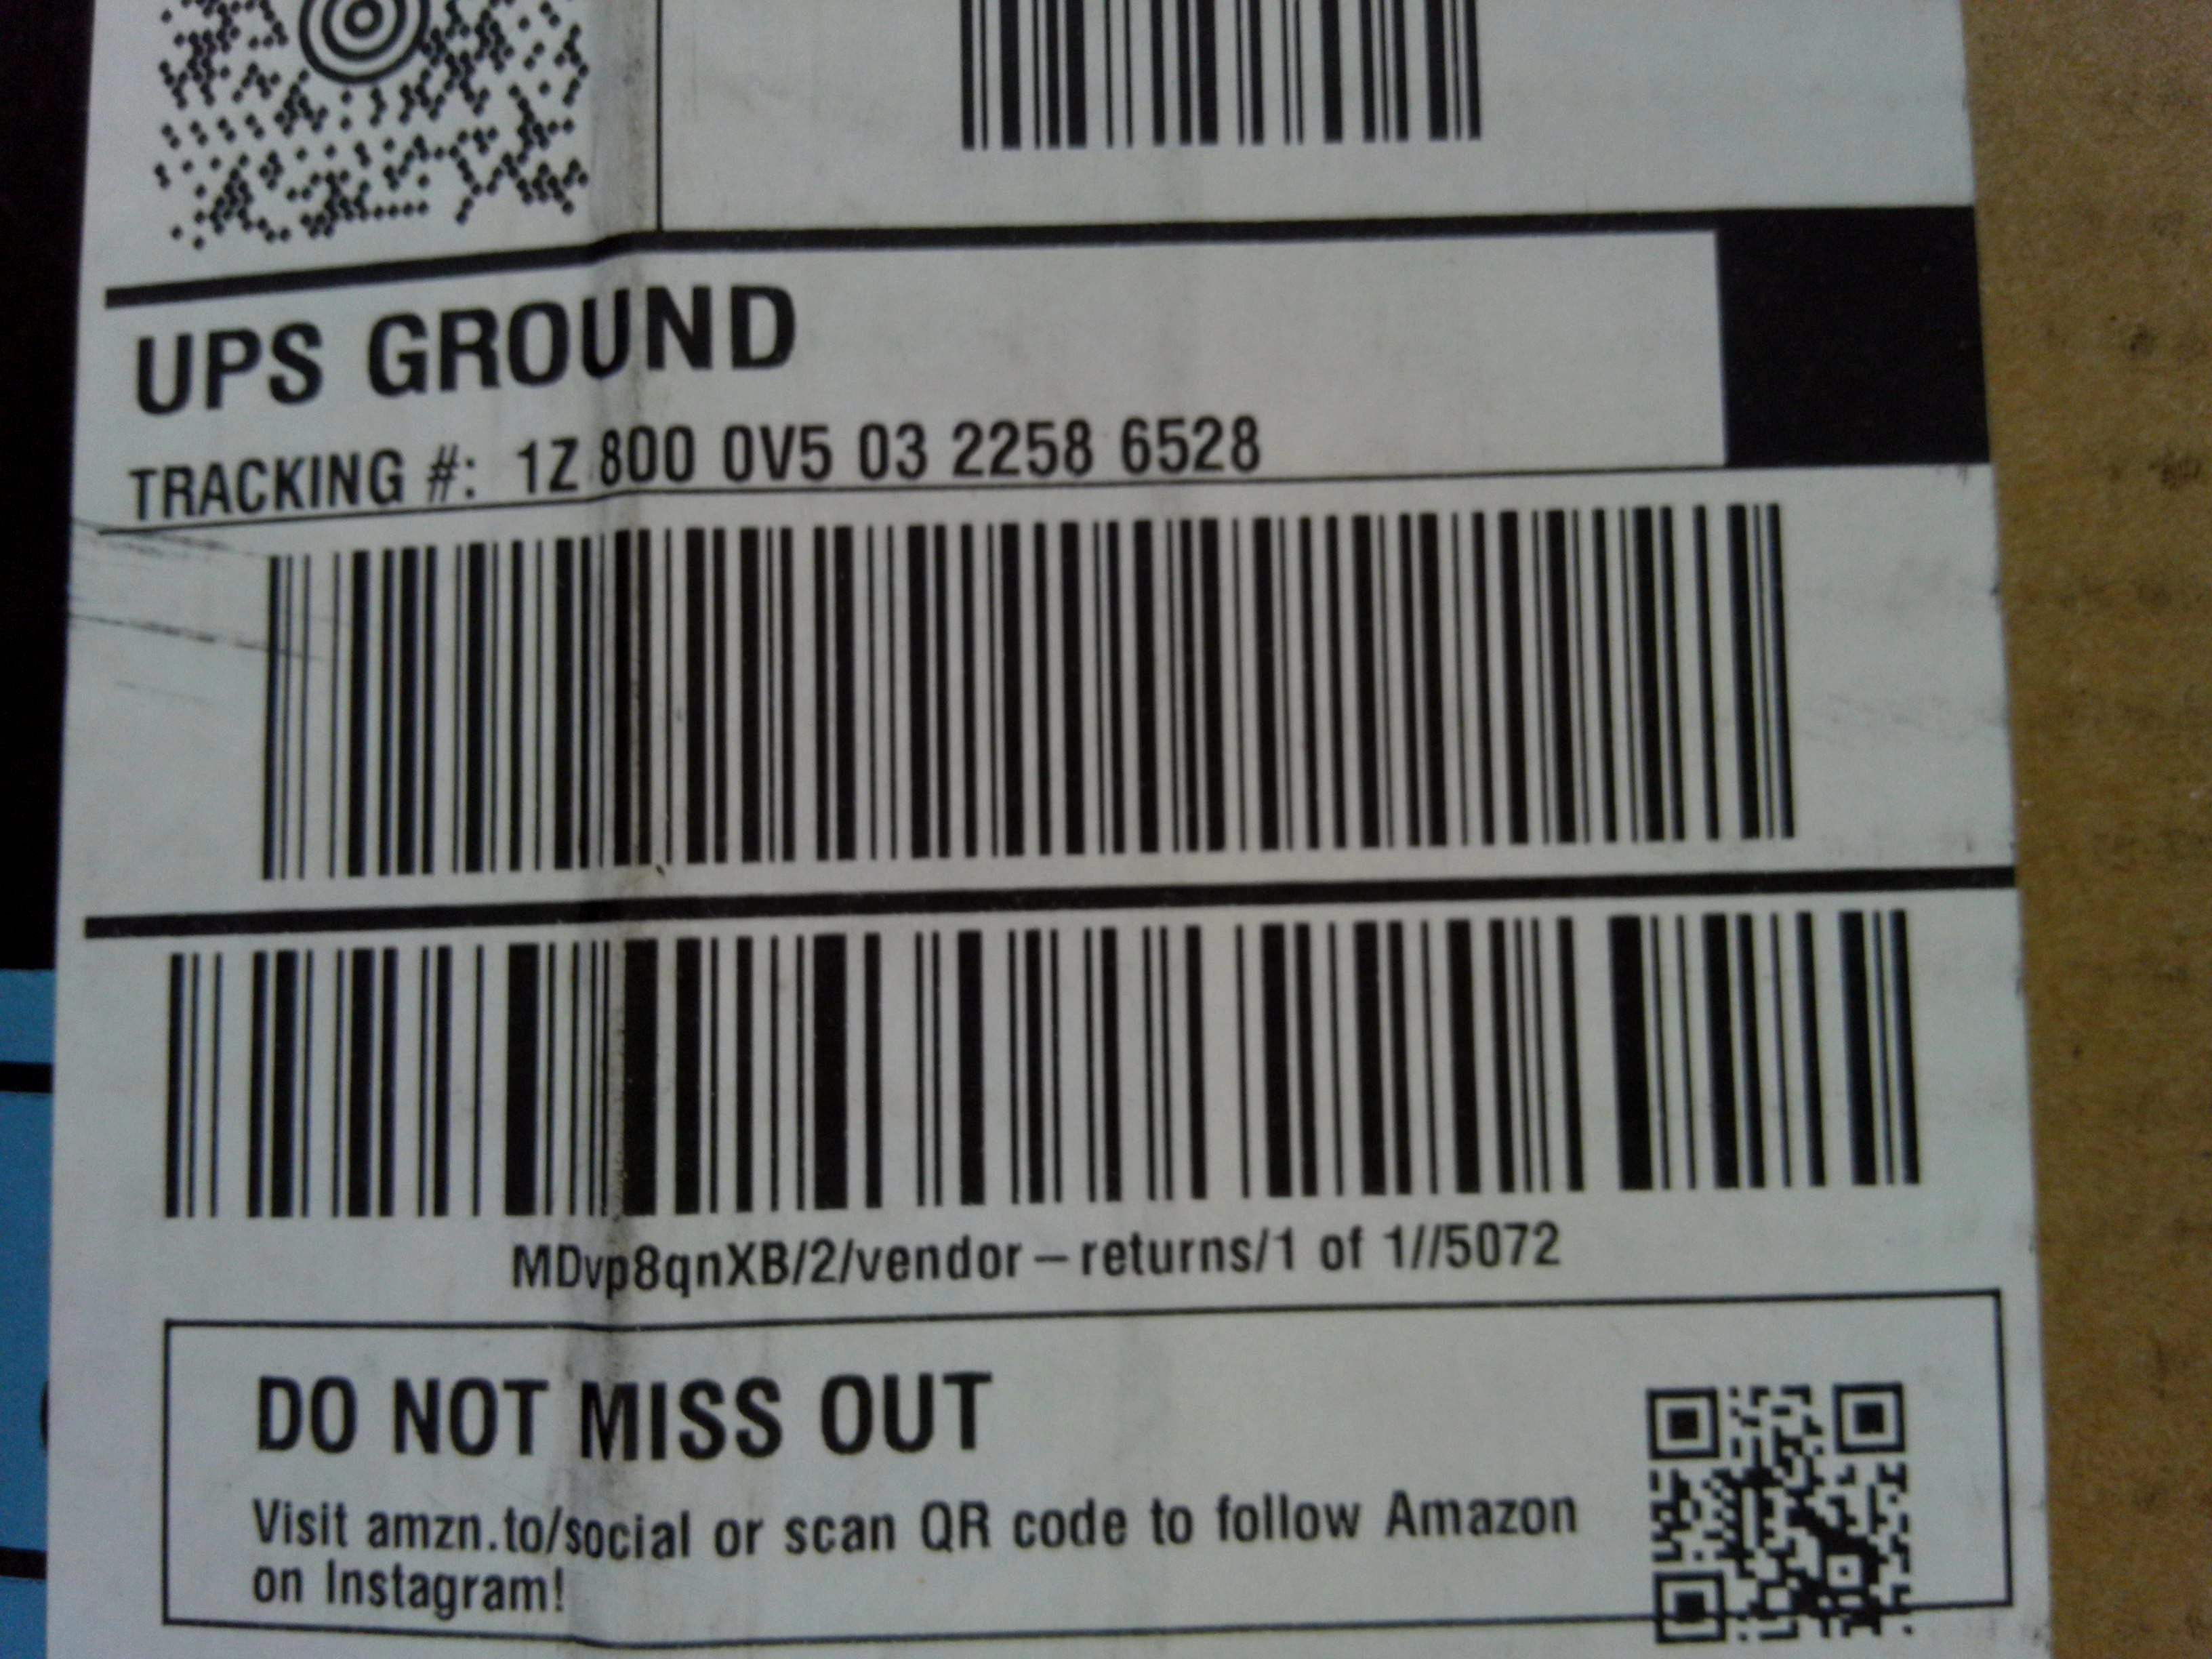 UPS GROUND
TRACKING #: 1Z 800 0V5 03 2258 6528
MDvp8qnXB/2/vendor-returns/1 of 1//5072
DO NOT MISS OUT
Visit amzn.to/social or scan QR code to follow Amazon
on Instagram!